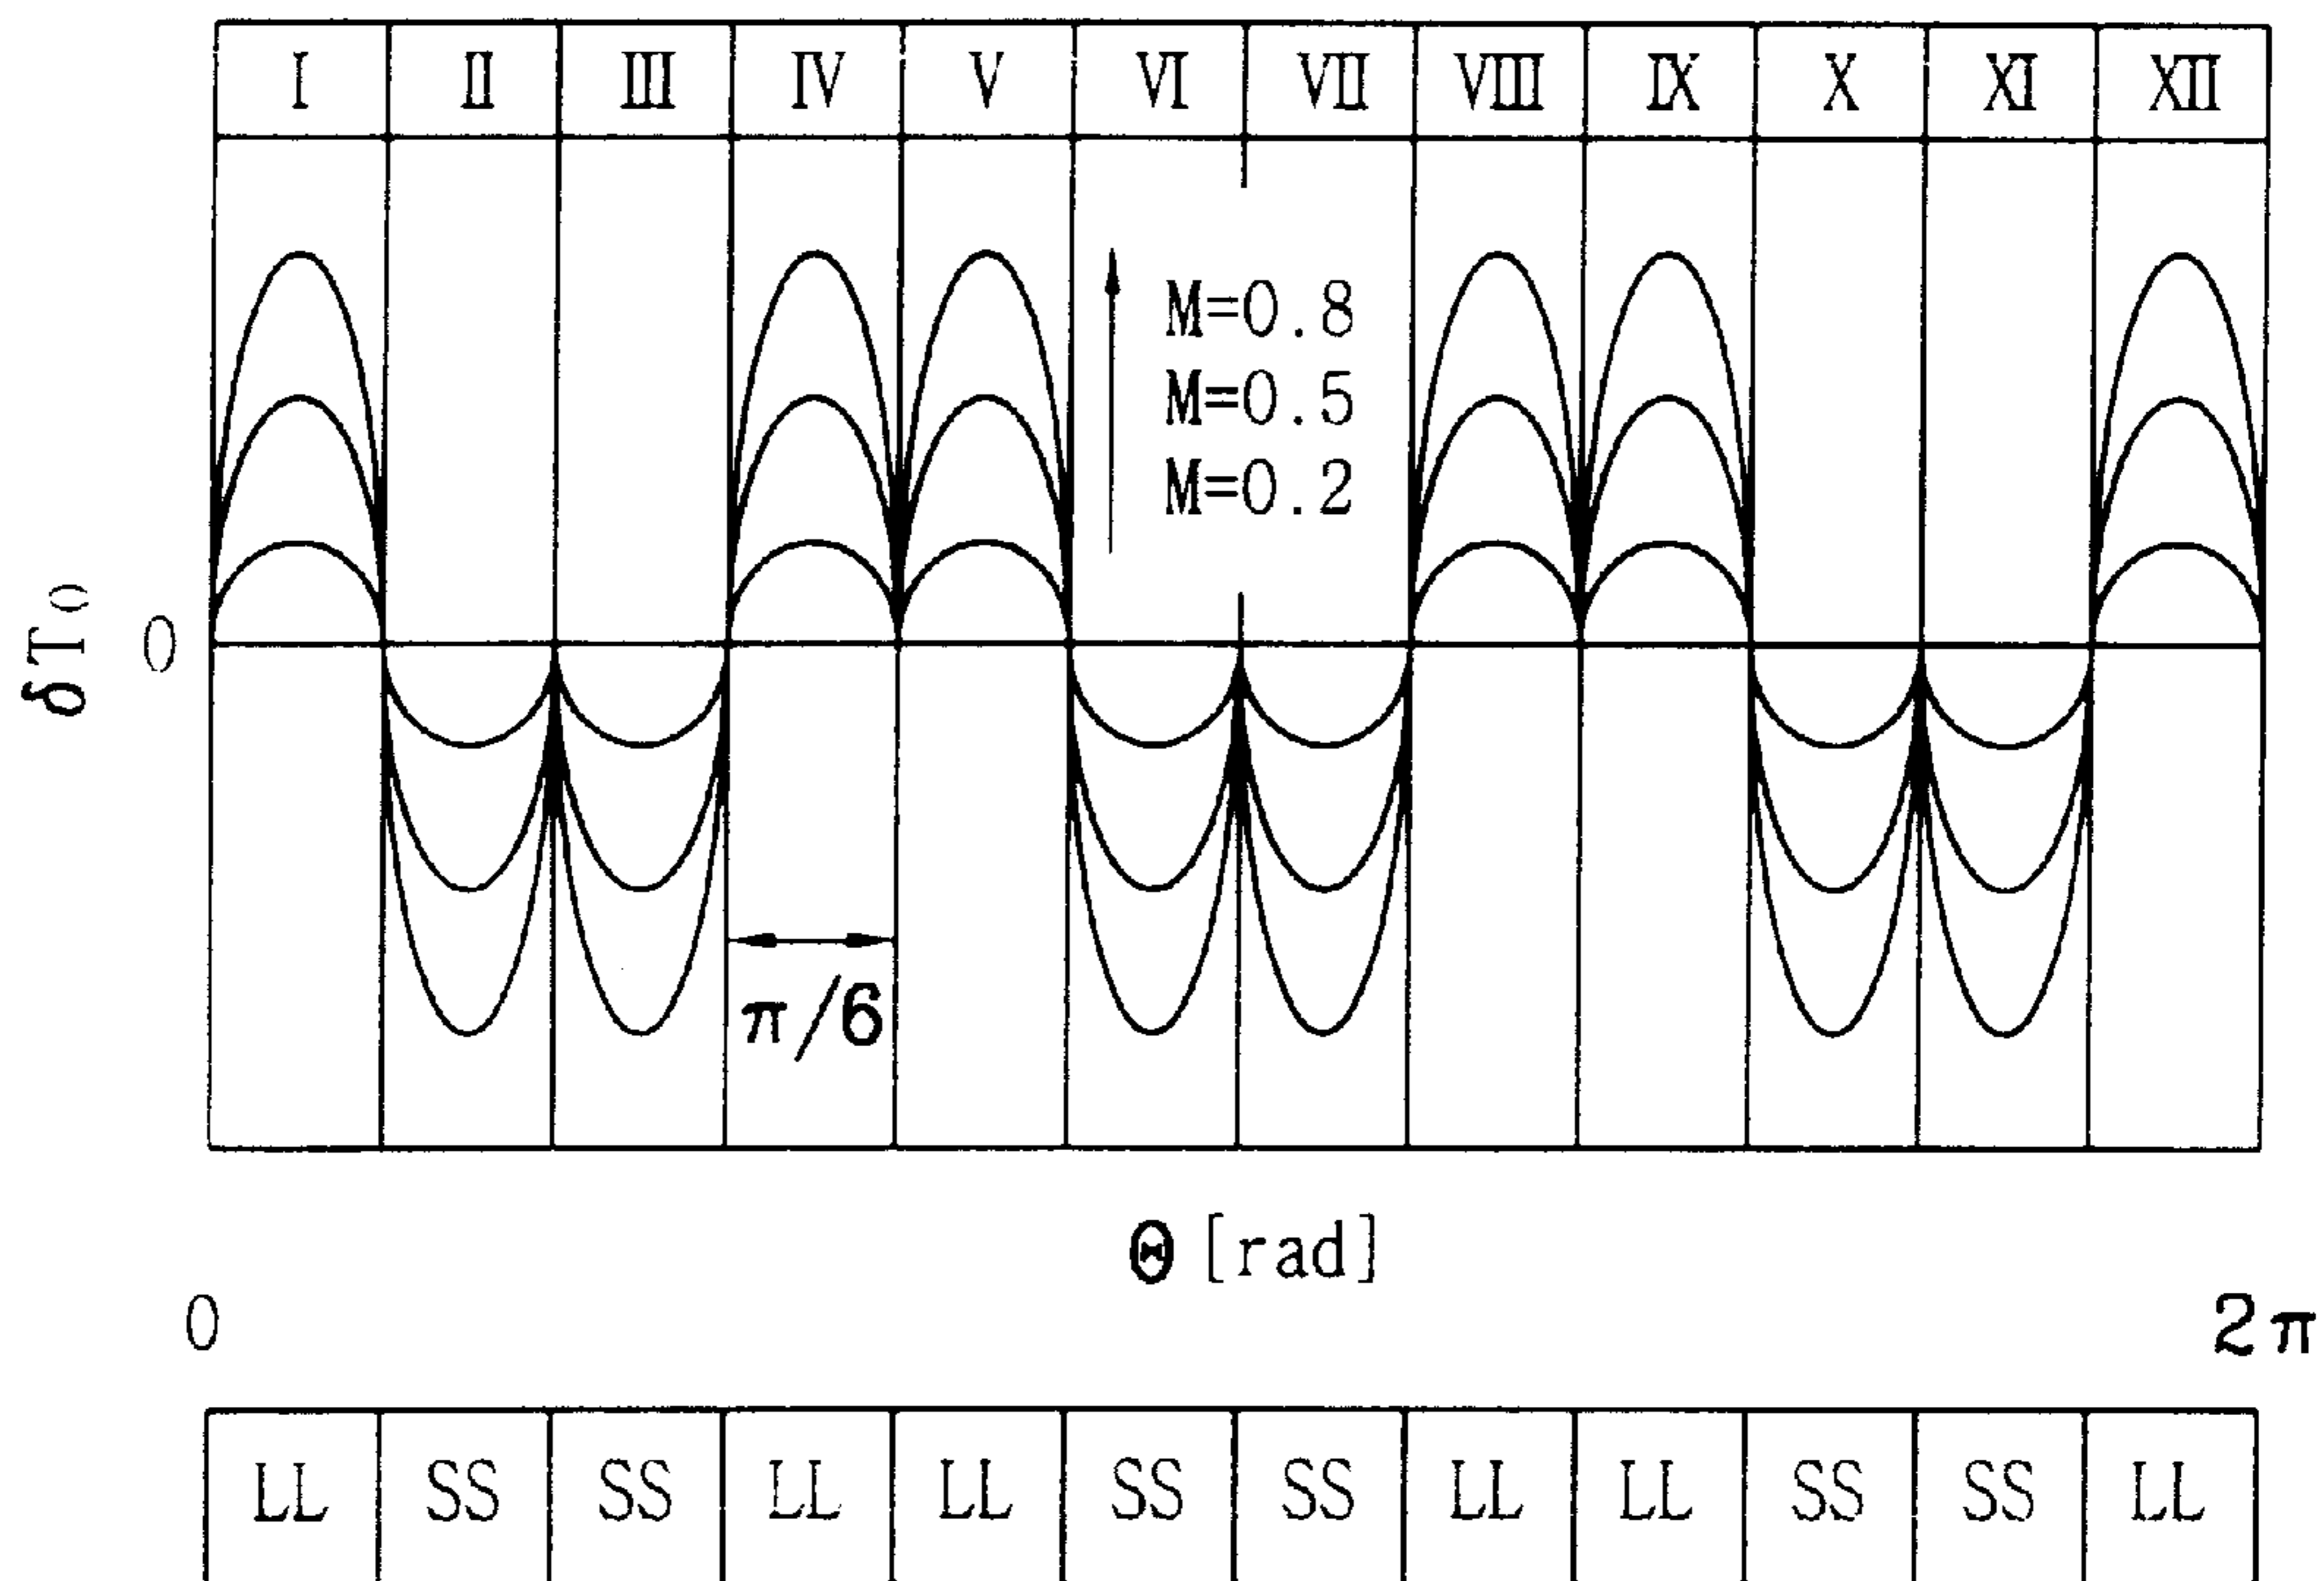 I II III IV V VI VII VIII IX X XI XII
M=0.8
M=0.5
M=0.2
δT0
0
π/6
Θ[rad]
0 2π
LL SS SS LL LL SS SS LL LL SS SS LL